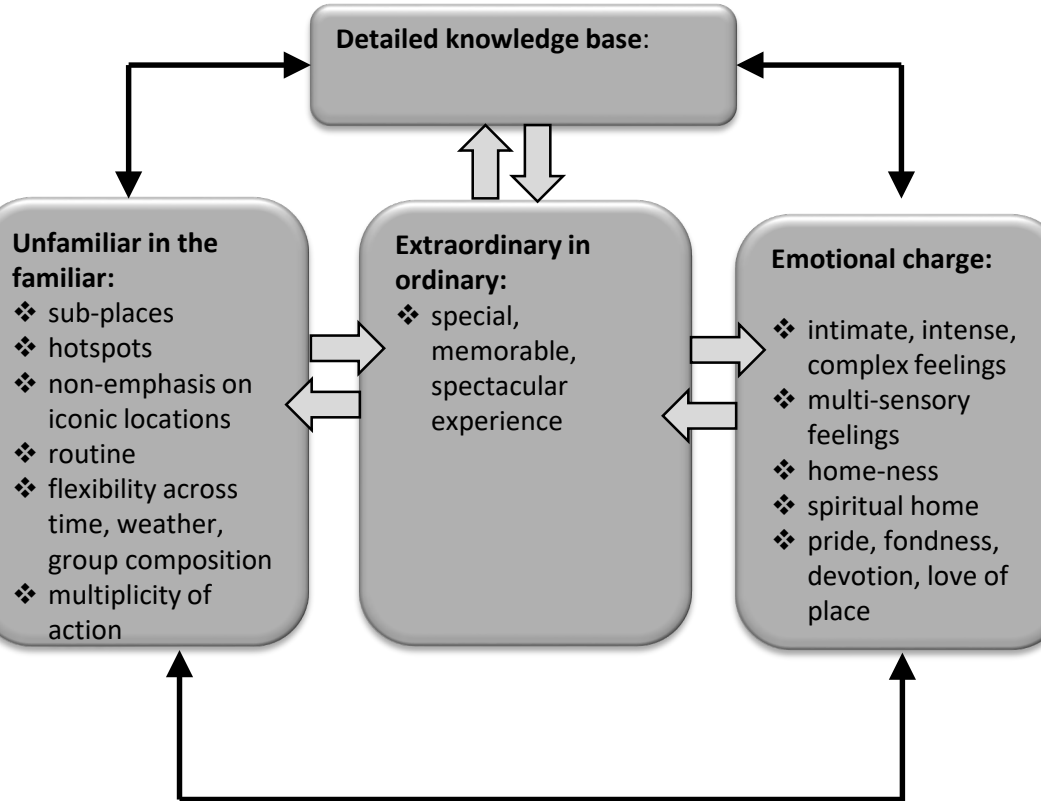 Detailed knowledge base:
Unfamiliar in the
familiar:
❖ sub-places
❖ hotspots
❖ non-emphasis on
iconic locations
❖ routine
❖ flexibility across
time, weather,
group composition
❖ multiplicity of
action
Extraordinary in
ordinary:
❖ special,
memorable,
spectacular
experience
Emotional charge:
❖ intimate, intense,
complex feelings
❖ multi-sensory
feelings
❖ home-ness
❖ spiritual home
❖ pride, fondness,
devotion, love of
place